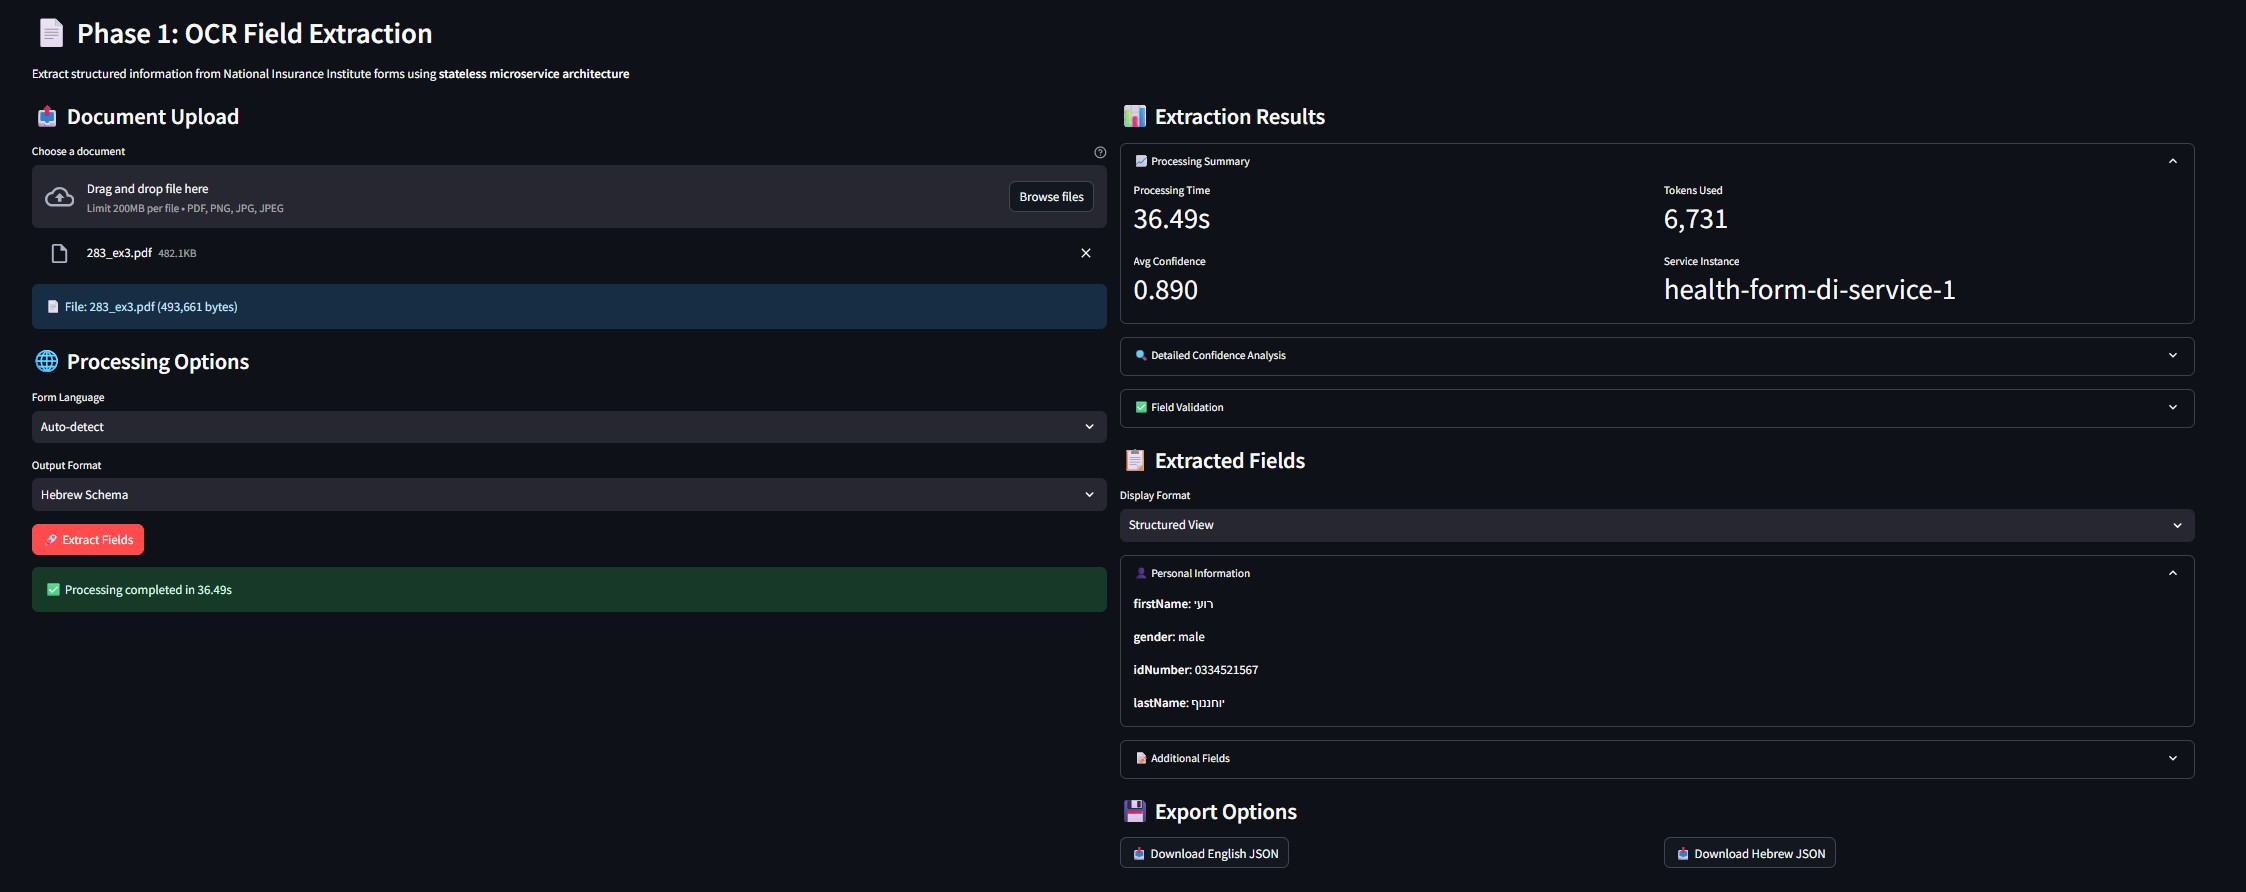 Phase 1: OCR Field Extraction
Extract structured information from National Insurance Institute forms using stateless microservice architecture
Document Upload
Choose a document
Drag and drop file here
Limit 200MB per file • PDF, PNG, JPG, JPEG
Browse files
283_ex3.pdf 482.1KB
File: 283_ex3.pdf (493,661 bytes)
Processing Options
Form Language
Auto-detect
Output Format
Hebrew Schema
Extract Fields
Processing completed in 36.49s
Extraction Results
Processing Summary
Processing Time
36.49s
Tokens Used
6,731
Avg Confidence
0.890
Service Instance
health-form-di-service-1
Detailed Confidence Analysis
Field Validation
Extracted Fields
Display Format
Structured View
Personal Information
firstName: רועי
gender: male
idNumber: 0334521567
lastName: יוחננוף
Additional Fields
Export Options
Download English JSON
Download Hebrew JSON